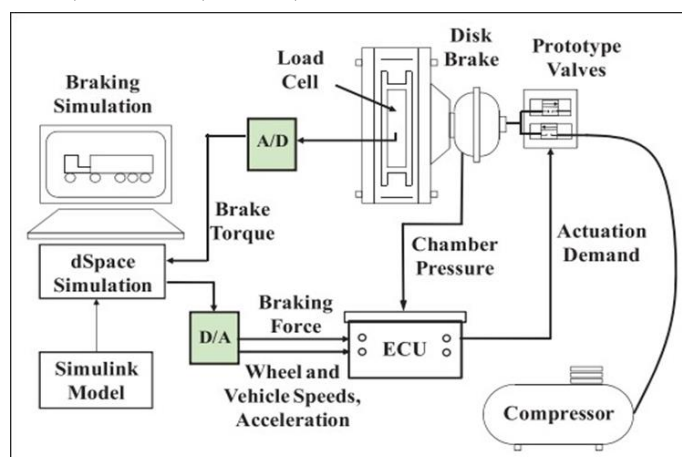 Disk
Brake
Prototype
Valves
Load
Cell
Braking
Simulation
A/D
Brake
Torque
Chamber
Pressure
Actuation
Demand
dSpace
Simulation
Braking
Force
D/A
ECU
Wheel and
Vehicle Speeds,
Acceleration
Simulink
Model
Compressor